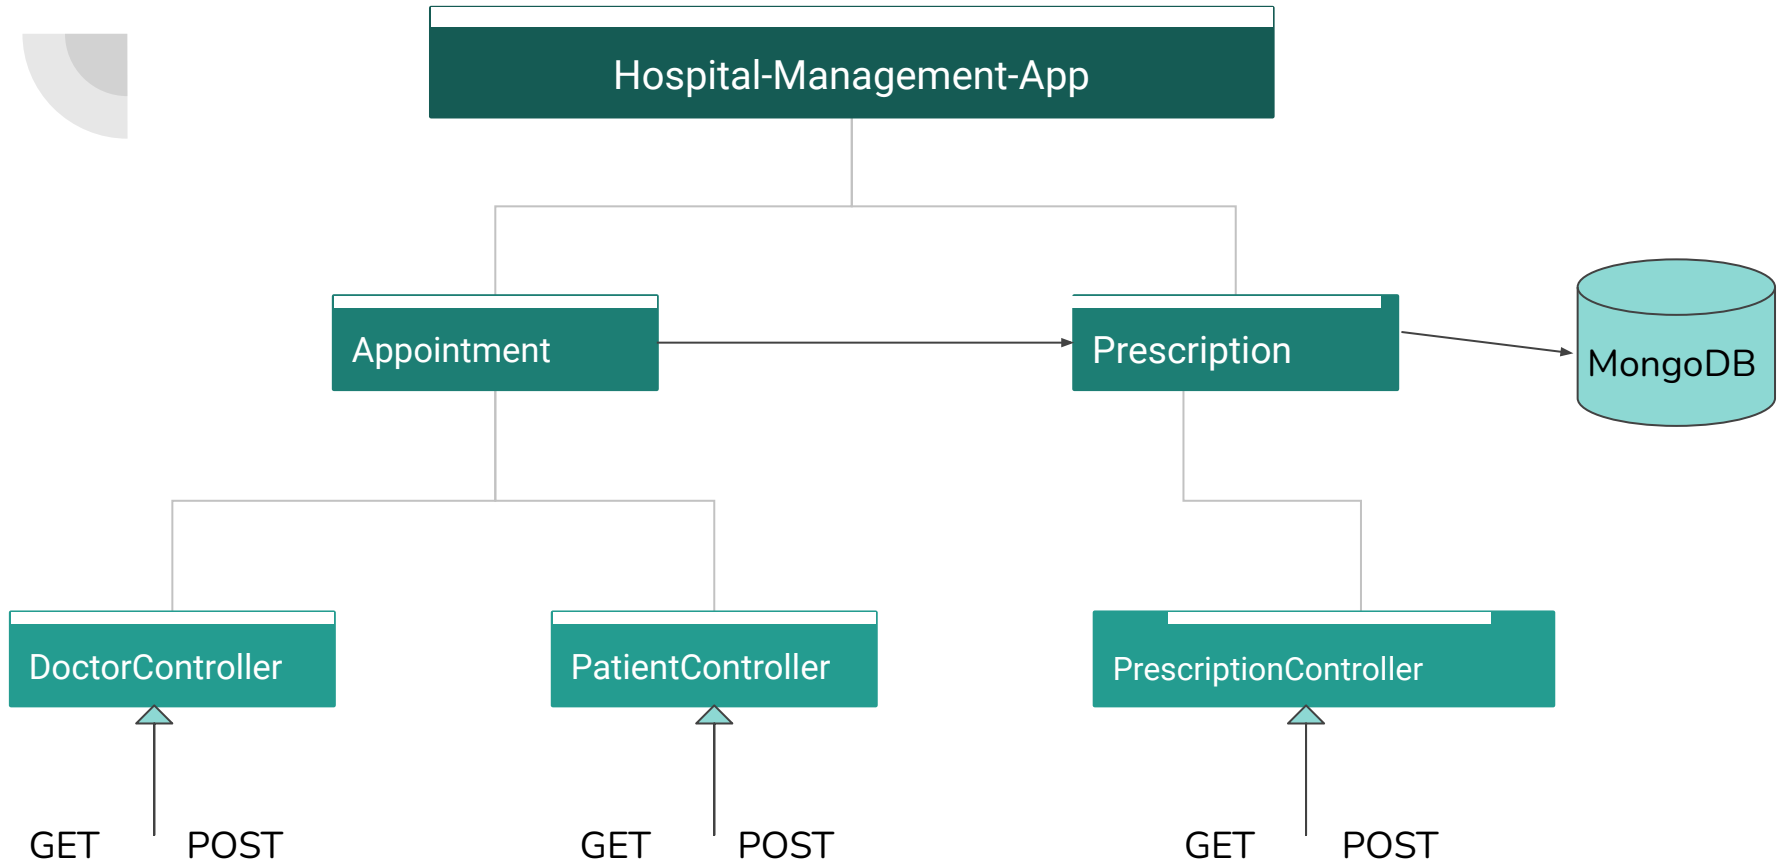 Hospital-Management-App
Appointment
Prescription
MongoDB
DoctorController
PatientController
PrescriptionController
GET POST
GET POST
GET POST